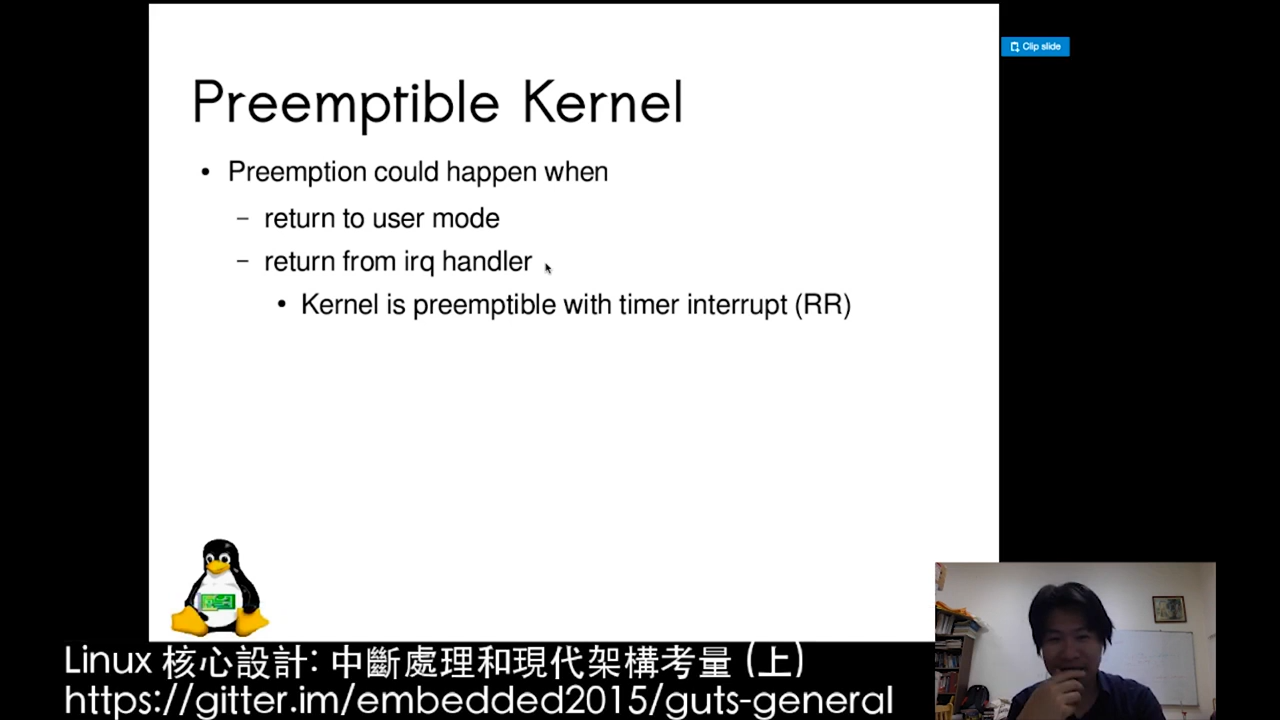 Clip slide
Preemptible Kernel
• Preemption could happen when
– return to user mode
– return from irq handler
• Kernel is preemptible with timer interrupt (RR)
Linux 核心設計: 中斷處理和現代架構考量 (上)
https://gitter.im/embedded2015/guts-general